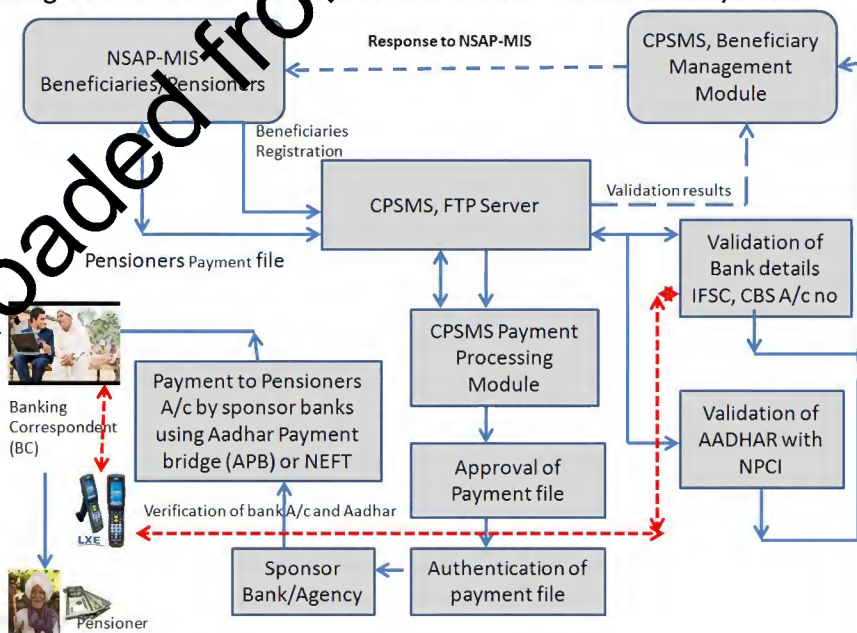 Response to NSAP-MIS
NSAP-MIS
Beneficiaries/Pensioners
CPSMS, Beneficiary
Management
Module
Beneficiaries
Registration
CPSMS, FTP Server
Validation results
Pensioners Payment file
Validation of
Bank details
IFSC, CBS A/c no
CPSMS Payment
Processing
Module
Payment to Pensioners
A/c by sponsor banks
using Aadhar Payment
bridge (APB) or NEFT
Banking
Correspondent
(BC)
Validation of
AADHAR with
NPCI
Approval of
Payment file
Verification of bank A/c and Aadhar
LXE
Sponsor
Bank/Agency
Authentication of
payment file
Pensioner